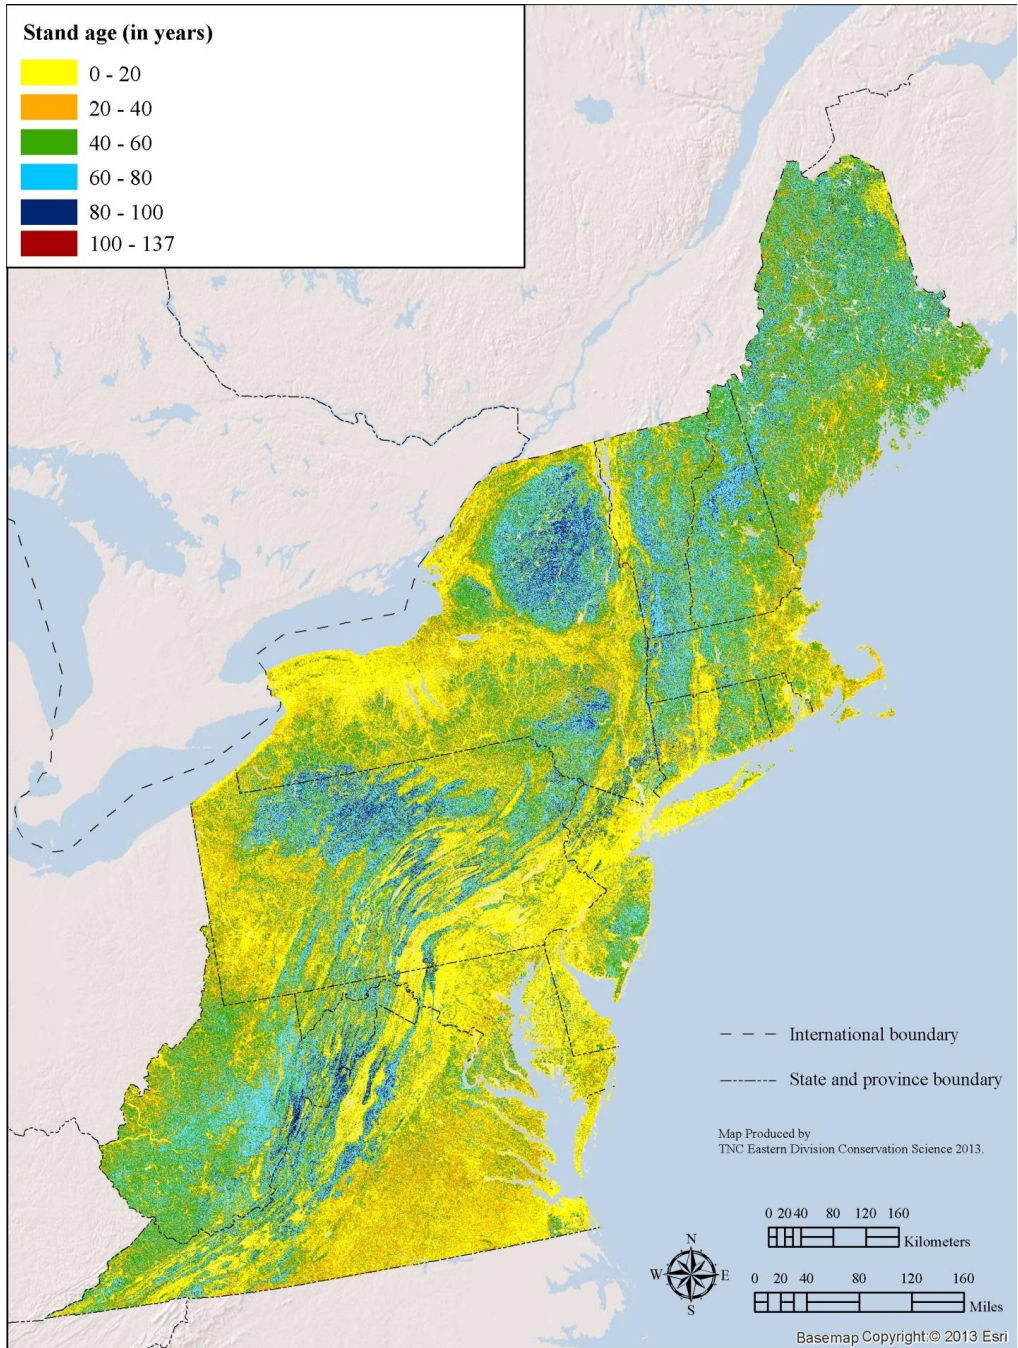 Stand age (in years)
0 - 20
20 - 40
40 - 60
60 - 80
80 - 100
100 - 137
International boundary
State and province boundary
Map Produced by
TNC Eastern Division Conservation Science 2013.
0 20 40 80 120 160
Kilometers
N
W E
S
0 20 40 80 120 160
Miles
Basemap Copyright:© 2013 Esri